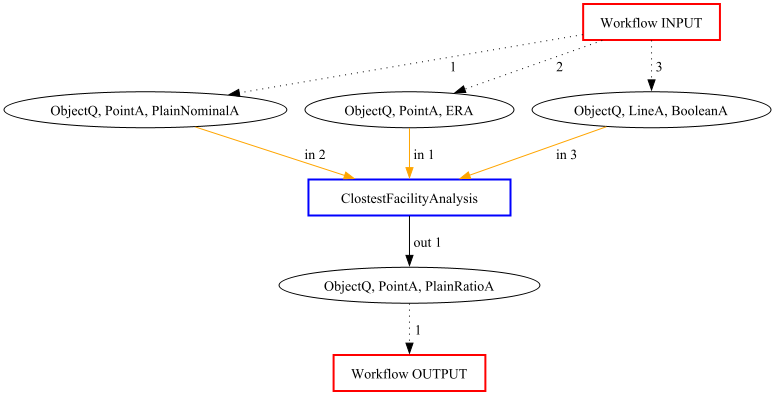 Workflow INPUT
1
2
3
ObjectQ, PointA, PlainNominalA
ObjectQ, PointA, ERA
ObjectQ, LineA, BooleanA
in 2
in 1
in 3
ClostestFacilityAnalysis
out 1
ObjectQ, PointA, PlainRatioA
1
Workflow OUTPUT